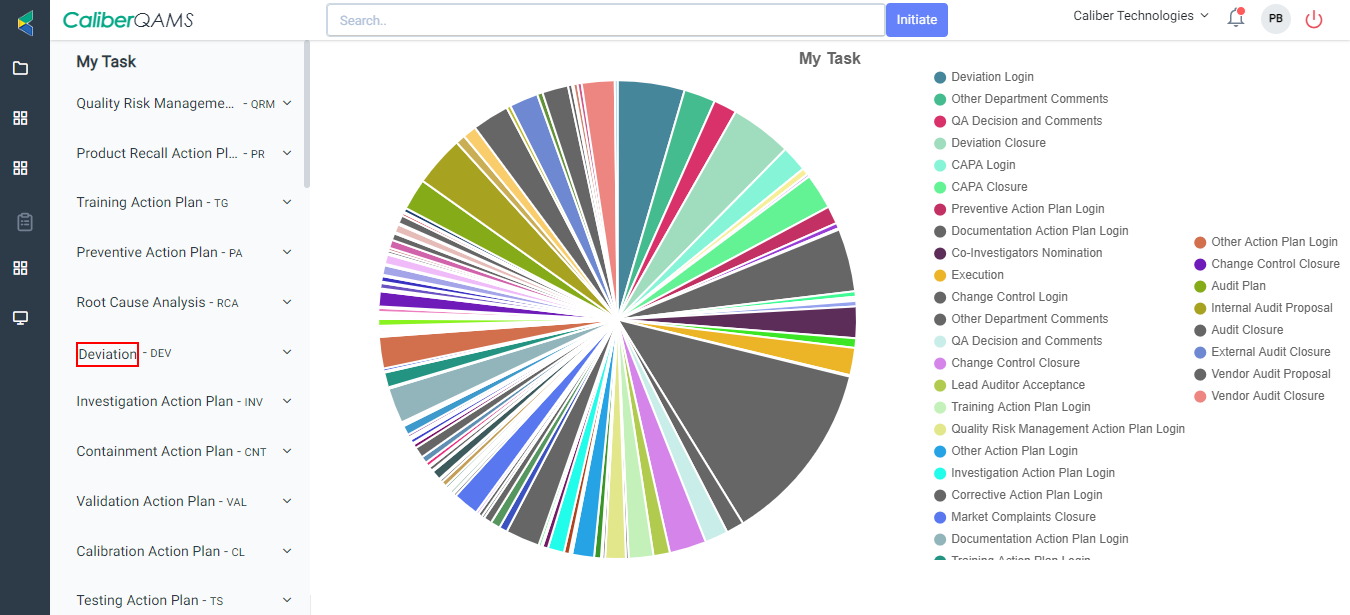 CaliberQAMS
Search..
Initiate
Caliber Technologies
PB
My Task
Quality Risk Manageme... - QRM
Product Recall Action Pl... - PR
Training Action Plan - TG
Preventive Action Plan - PA
Root Cause Analysis - RCA
Deviation - DEV
Investigation Action Plan - INV
Containment Action Plan - CNT
Validation Action Plan - VAL
Calibration Action Plan - CL
Testing Action Plan - TS
My Task
Deviation Login
Other Department Comments
QA Decision and Comments
Deviation Closure
CAPA Login
CAPA Closure
Preventive Action Plan Login
Documentation Action Plan Login
Co-Investigators Nomination
Execution
Change Control Login
Other Department Comments
QA Decision and Comments
Change Control Closure
Lead Auditor Acceptance
Training Action Plan Login
Quality Risk Management Action Plan Login
Other Action Plan Login
Investigation Action Plan Login
Corrective Action Plan Login
Market Complaints Closure
Documentation Action Plan Login
Training Action Plan Login
Other Action Plan Login
Change Control Closure
Audit Plan
Internal Audit Proposal
Audit Closure
External Audit Closure
Vendor Audit Proposal
Vendor Audit Closure